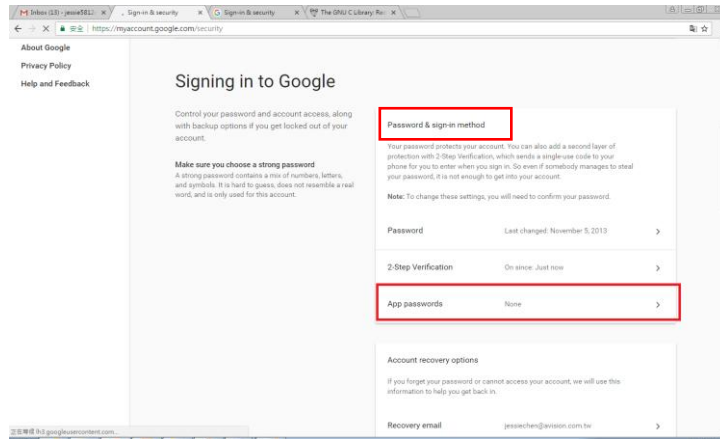 Inbox (13) - jessie5812
Sign-in & security
Sign-in & security
The GNU C Library: Re
安全 | https://myaccount.google.com/security
About Google
Privacy Policy
Help and Feedback
Signing in to Google
Control your password and account access, along
with backup options if you get locked out of your
account.
Make sure you choose a strong password
A strong password contains a mix of numbers, letters,
and symbols. It is hard to guess, does not resemble a real
word, and is only used for this account.
Password & sign-in method
Your password protects your account. You can also add a second layer of
protection with 2-Step Verification, which sends a single-use code to your
phone for you to enter when you sign in. So even if somebody manages to steal
your password, it is not enough to get into your account.
Note: To change these settings, you will need to confirm your password.
Password Last changed: November 5, 2013
2-Step Verification On since: Just now
App passwords None
Account recovery options
If you forget your password or cannot access your account, we will use this
information to help you get back in.
Recovery email jessiechen@avision.com.tw
lh3.googleusercontent.com...